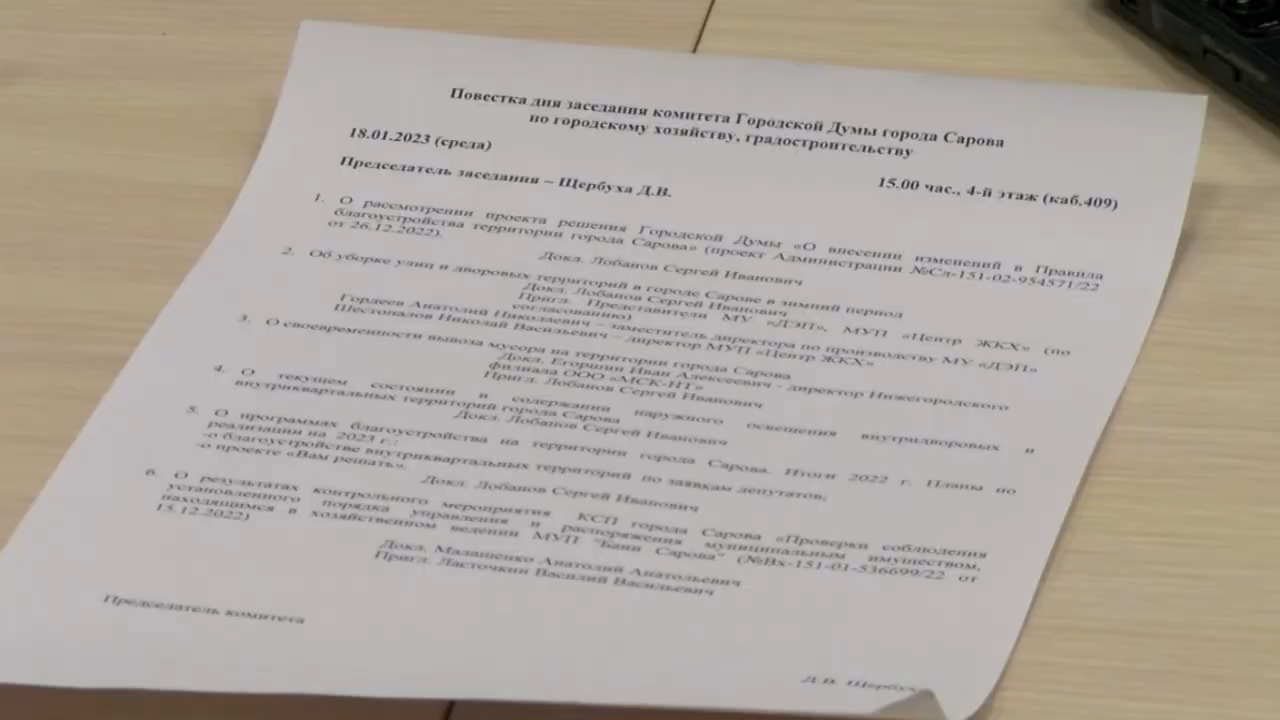 Повестка дня заседания комитета Городской Думы города Сарова
по городскому хозяйству, градостроительству
18.01.2023 (среда)
15.00 час., 4-й этаж (каб.409)
Председатель заседания – Щербуха Д.В.
1. О рассмотрении проекта решения Городской Думы «О внесении изменений в Правила
благоустройства территории города Сарова» (проект Администрации №Сл-151-02-954571/22
от 26.12.2022).
Докл. Лобанов Сергей Иванович
2. Об уборке улиц и дворовых территорий в городе Сарове в зимний период
Докл. Лобанов Сергей Иванович
Пригл. Представители МУ «ДЭП», МУП «Центр ЖКХ» (по
согласованию)
Гордеев Анатолий Николаевич – заместитель директора по производству МУ «ДЭП»
Шестопалов Николай Васильевич – директор МУП «Центр ЖКХ»
3. О своевременности вывоза мусора на территории города Сарова
Докл. Егоршин Иван Алексеевич - директор Нижегородского
филиала ООО «МСК-НТ»
Пригл. Лобанов Сергей Иванович
4. О текущем состоянии и содержании наружного освещения внутридворовых и
внутриквартальных территорий города Сарова
Докл. Лобанов Сергей Иванович
5. О программах благоустройства на территории города Сарова. Итоги 2022 г. Планы по
реализации на 2023 г.:
-о благоустройстве внутриквартальных территорий по заявкам депутатов;
-о проекте «Вам решать».
Докл. Лобанов Сергей Иванович
6. О результатах контрольного мероприятия КСП города Сарова «Проверки соблюдения
установленного порядка управления и распоряжения муниципальным имуществом,
находящимся в хозяйственном ведении МУП "Бани Сарова" (№Вх-151-01-536699/22 от
15.12.2022)
Докл. Малашенко Анатолий Анатольевич
Пригл. Ласточкин Василий Васильевич
Председатель комитета
Д.В. Щербуха